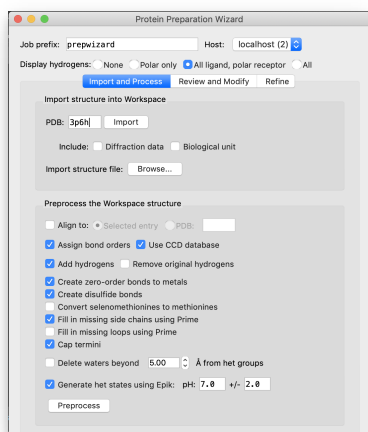 Protein Preparation Wizard
Job prefix: prepwizard Host: localhost (2)
Display hydrogens: None Polar only All ligand, polar receptor All
Import and Process Review and Modify Refine
Import structure into Workspace
PDB: 3p6h Import
Include: Diffraction data Biological unit
Import structure file: Browse...
Preprocess the Workspace structure
Align to: Selected entry PDB:
Assign bond orders Use CCD database
Add hydrogens Remove original hydrogens
Create zero-order bonds to metals
Create disulfide bonds
Convert selenomethionines to methionines
Fill in missing side chains using Prime
Fill in missing loops using Prime
Cap termini
Delete waters beyond 5.00 Å from het groups
Generate het states using Epik: pH: 7.0 +/- 2.0
Preprocess